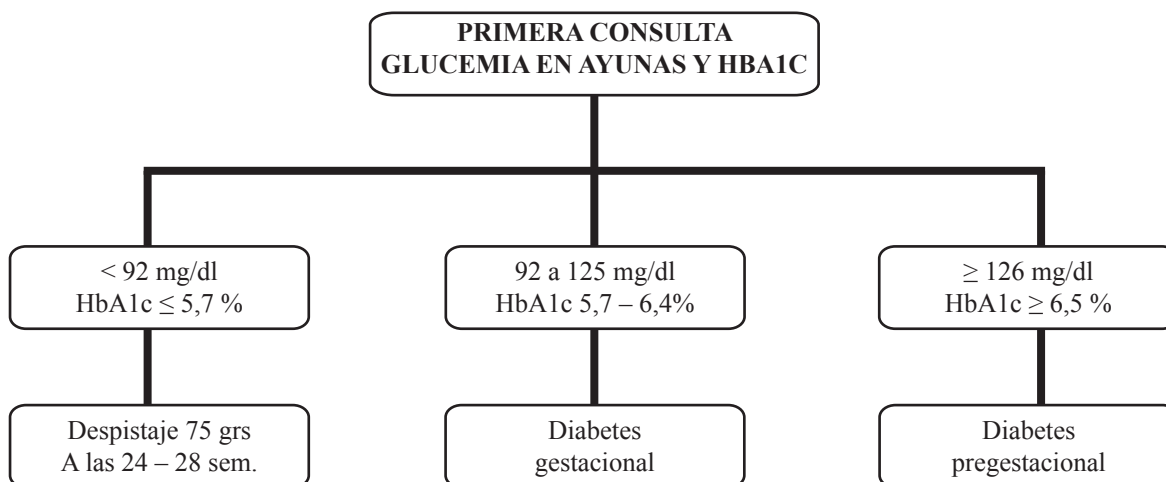 PRIMERA CONSULTA
GLUCEMIA EN AYUNAS Y HBA1C
< 92 mg/dl
HbA1c ≤ 5,7 %
92 a 125 mg/dl
HbA1c 5,7 – 6,4%
≥ 126 mg/dl
HbA1c ≥ 6,5 %
Despistaje 75 grs
A las 24 – 28 sem.
Diabetes
gestacional
Diabetes
pregestacional